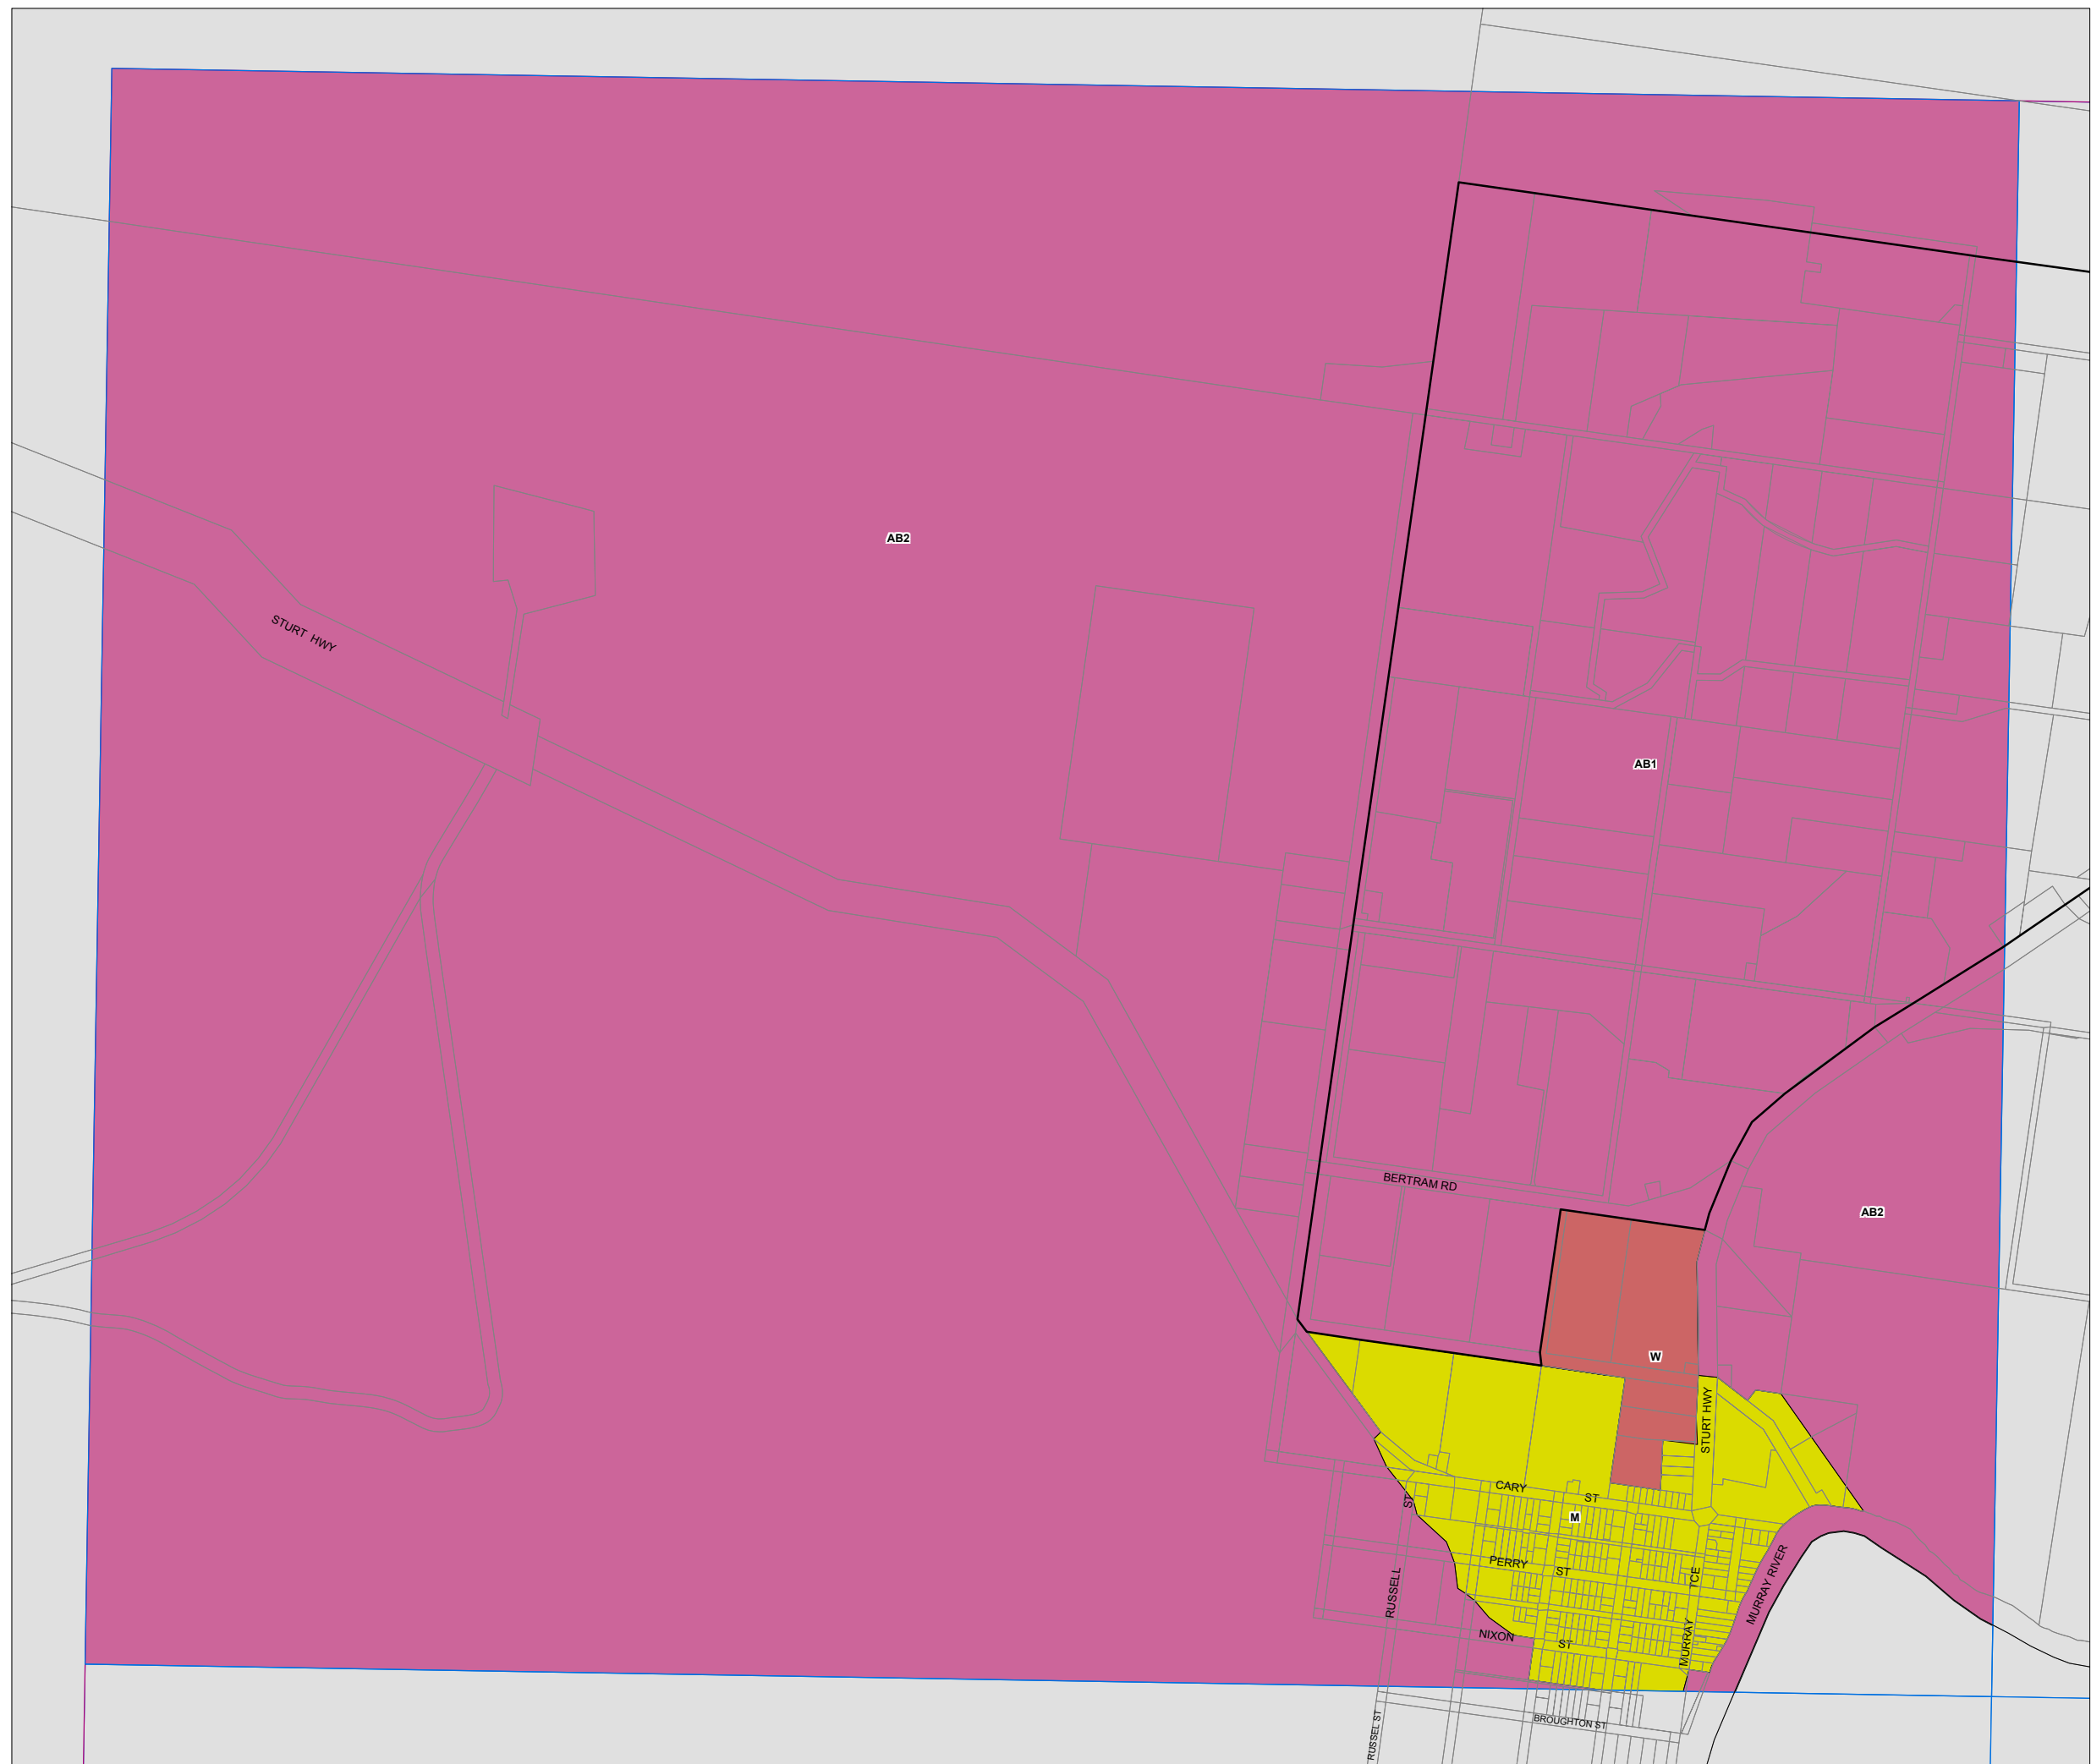 AB2
STURT HWY
AB1
BERTRAM RD
AB2
W
STURT HWY
CARY ST
ST
M
PERRY ST
TCE
RUSSELL
MURRAY RIVER
NIXON ST
MURRAY
BROUGHTON ST
RUSSEL ST